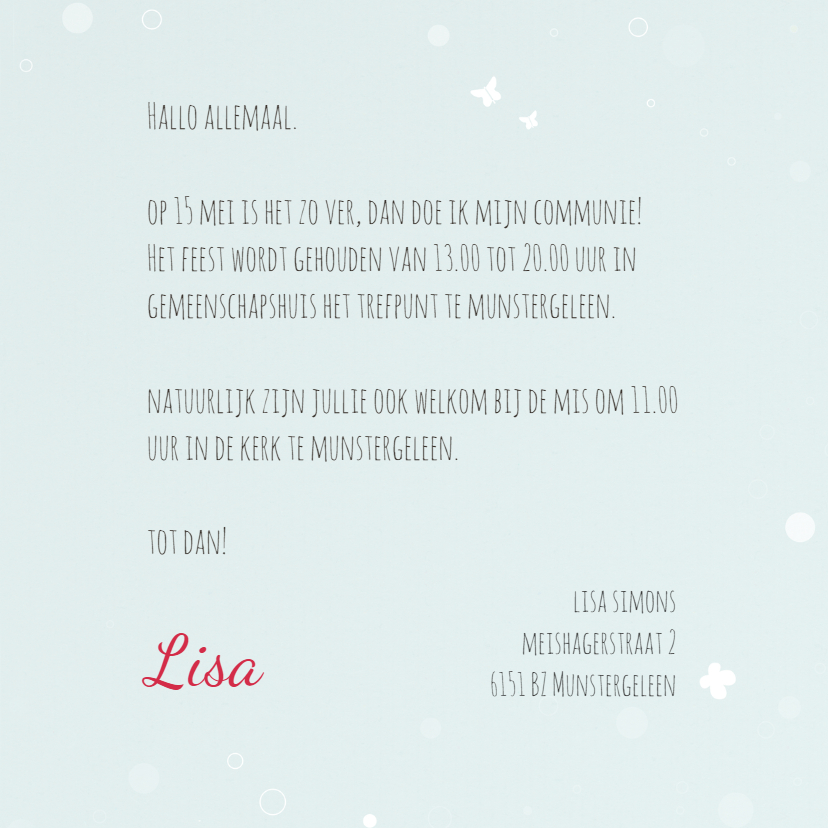 Hallo allemaal.
op 15 mei is het zo ver, dan doe ik mijn communie!
Het feest wordt gehouden van 13.00 tot 20.00 uur in
gemeenschapshuis het trefpunt te munstergeleen.
natuurlijk zijn jullie ook welkom bij de mis om 11.00
uur in de kerk te munstergeleen.
tot dan!
lisa simons
meishagerstraat 2
6151 BZ Munstergeleen
Lisa